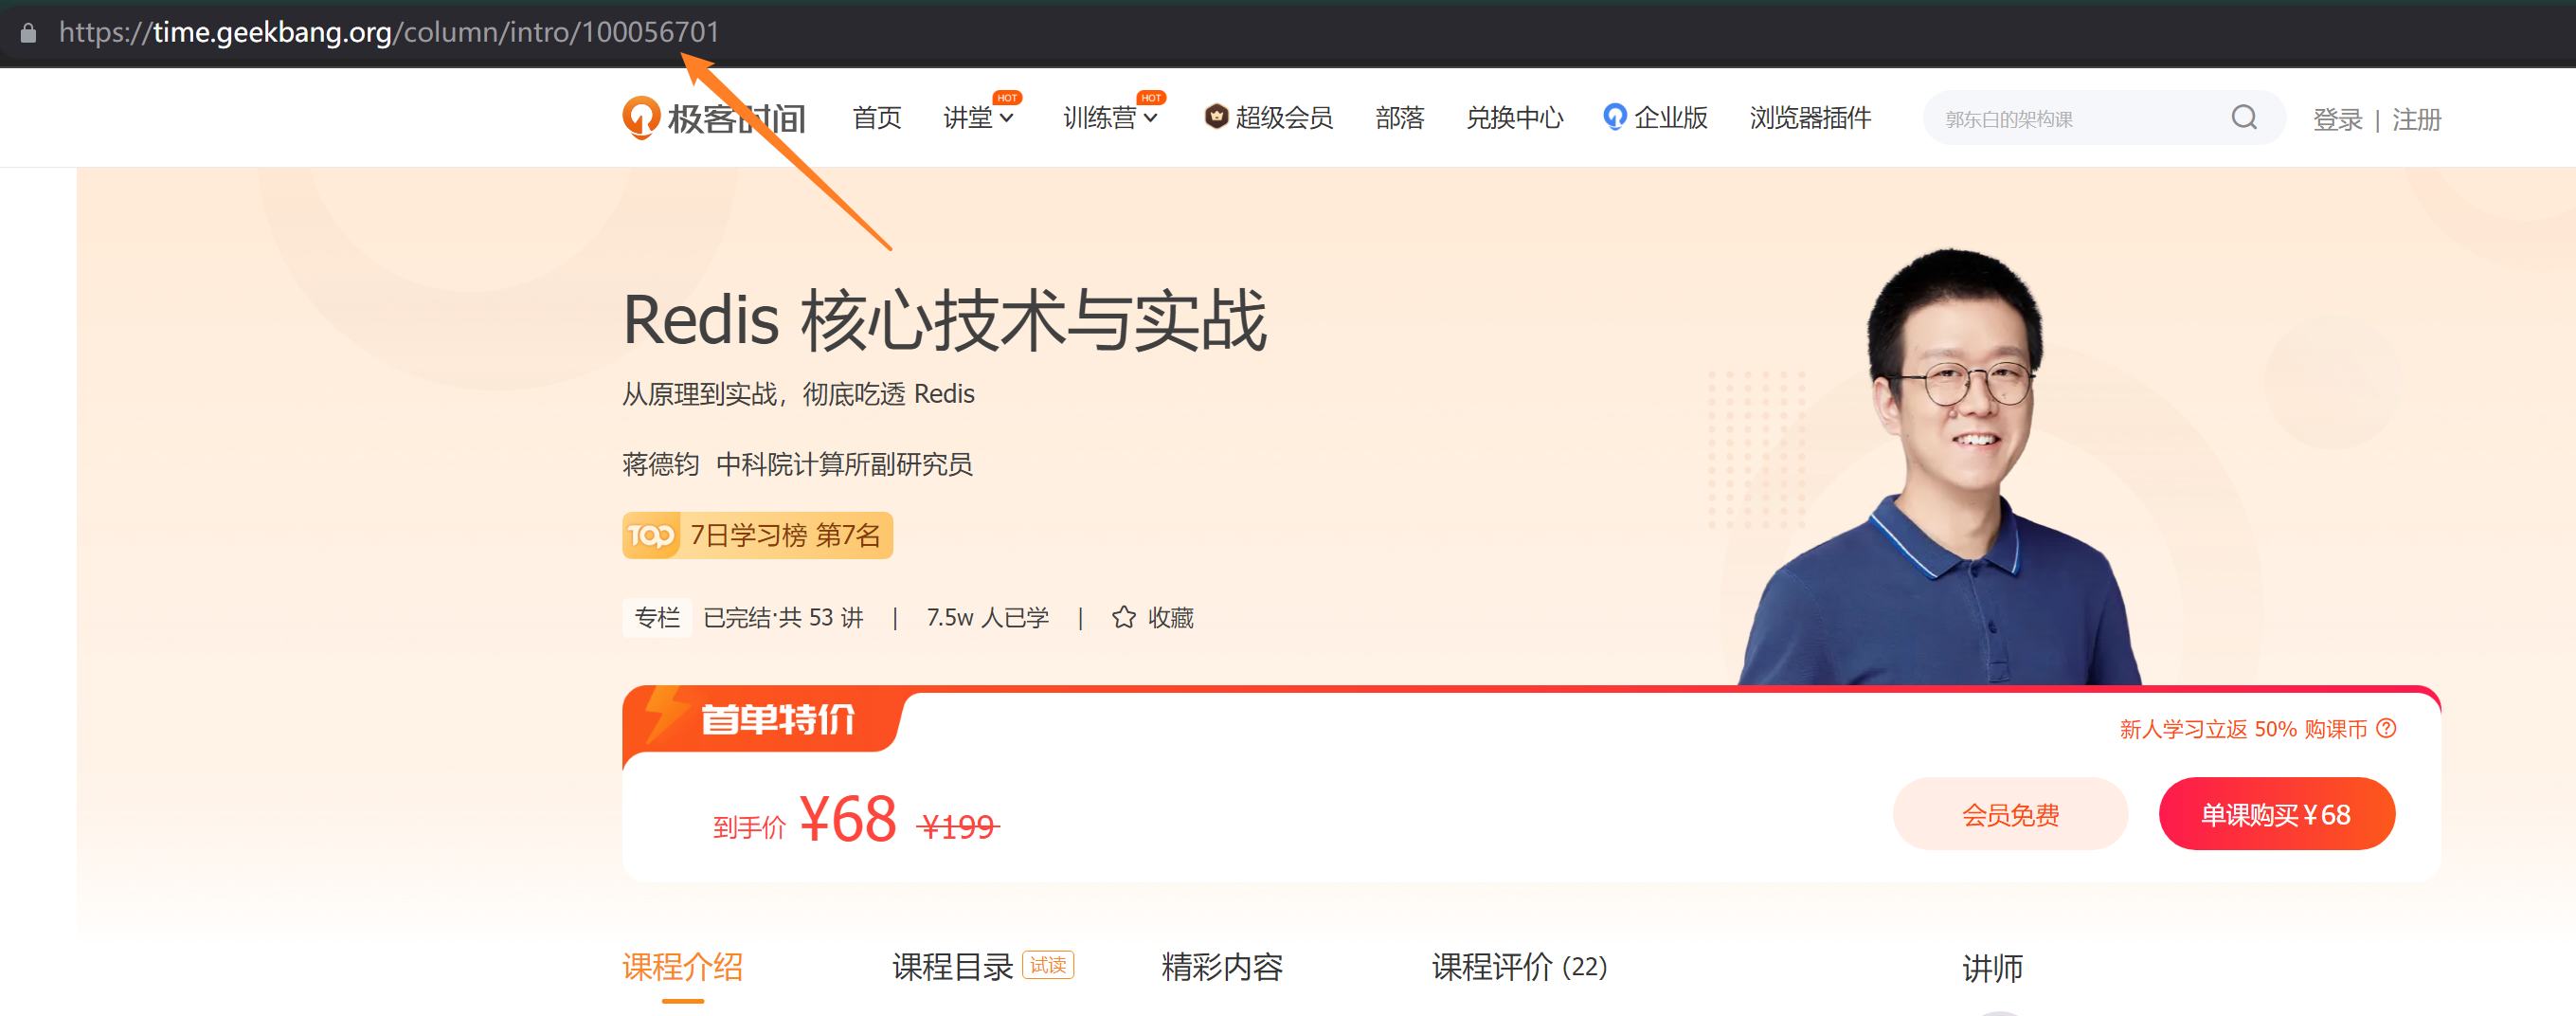 https://time.geekbang.org/column/intro/100056701
极客时间 首页 讲堂 HOT 训练营 HOT 超级会员 部落 兑换中心 企业版 浏览器插件 郭东白的架构课 登录 | 注册
Redis 核心技术与实战
从原理到实战，彻底吃透 Redis
蒋德钧 中科院计算所副研究员
TOP 7日学习榜 第7名
专栏 已完结·共 53 讲 | 7.5w 人已学 | 收藏
首单特价
新人学习立返 50% 购课币 ?
到手价 ¥68 ¥199 会员免费 单课购买 ¥68
课程介绍 课程目录 试读 精彩内容 课程评价 (22) 讲师